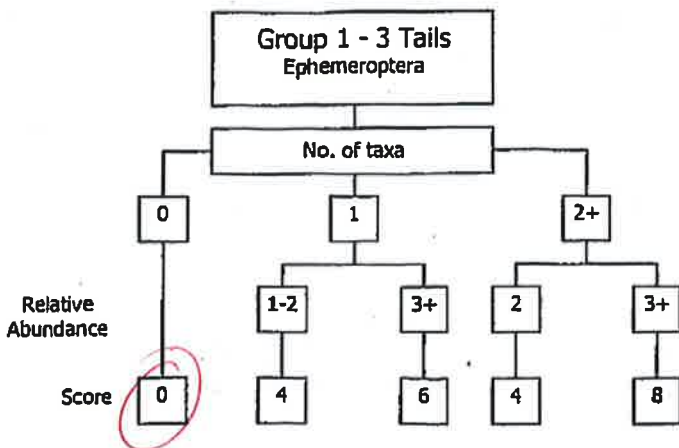 Group 1 - 3 Tails
Ephemeroptera
No. of taxa
0 1 2+
Relative
Abundance
1-2 3+ 2 3+
Score 0 4 6 4 8